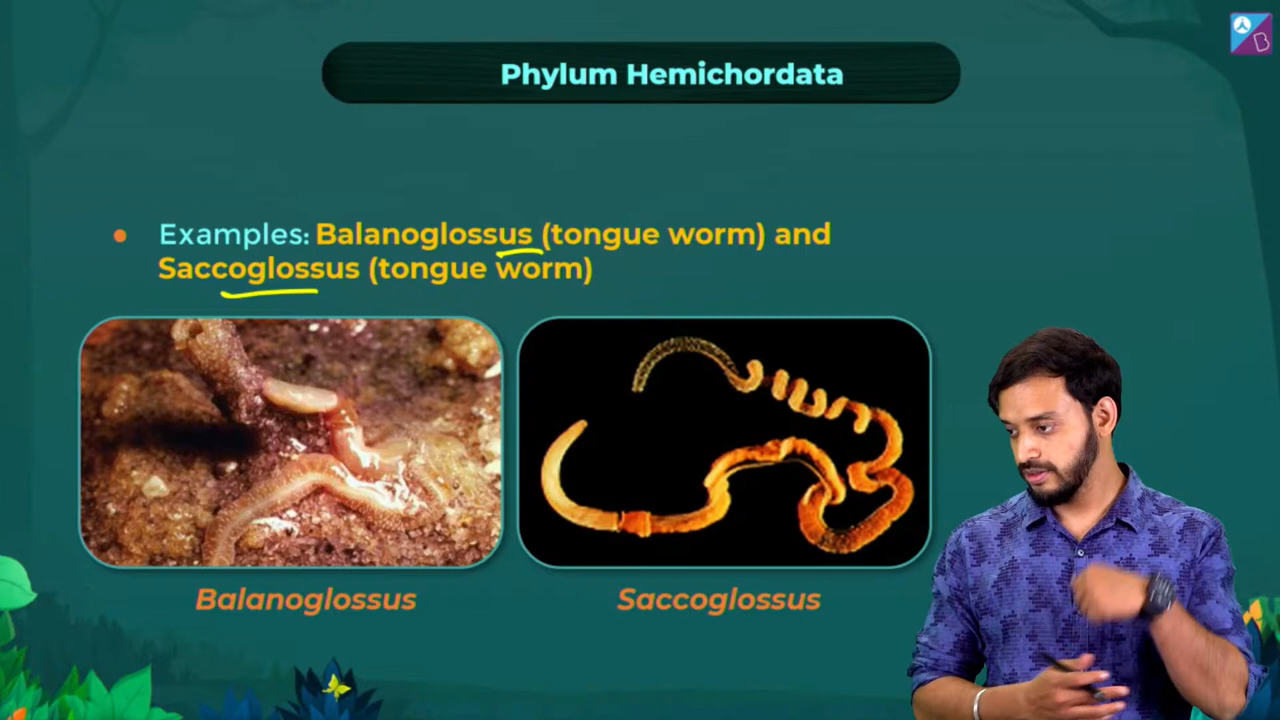 Phylum Hemichordata
Examples: Balanoglossus (tongue worm) and
Saccoglossus (tongue worm)
Balanoglossus
Saccoglossus
B